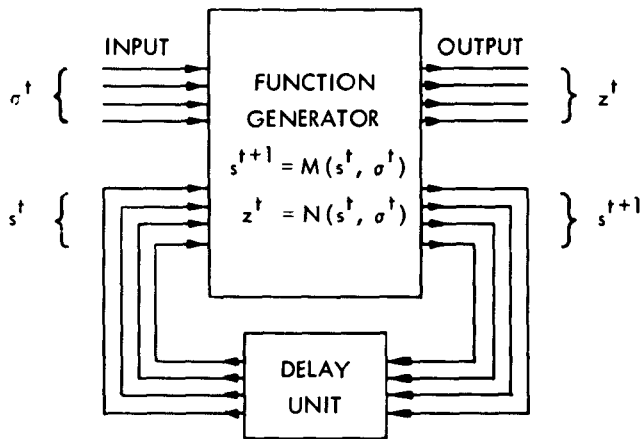 INPUT
OUTPUT
σᵗ {
} zᵗ
FUNCTION
GENERATOR
sᵗ⁺¹ = M(sᵗ, σᵗ)
zᵗ = N(sᵗ, σᵗ)
sᵗ {
} sᵗ⁺¹
DELAY
UNIT